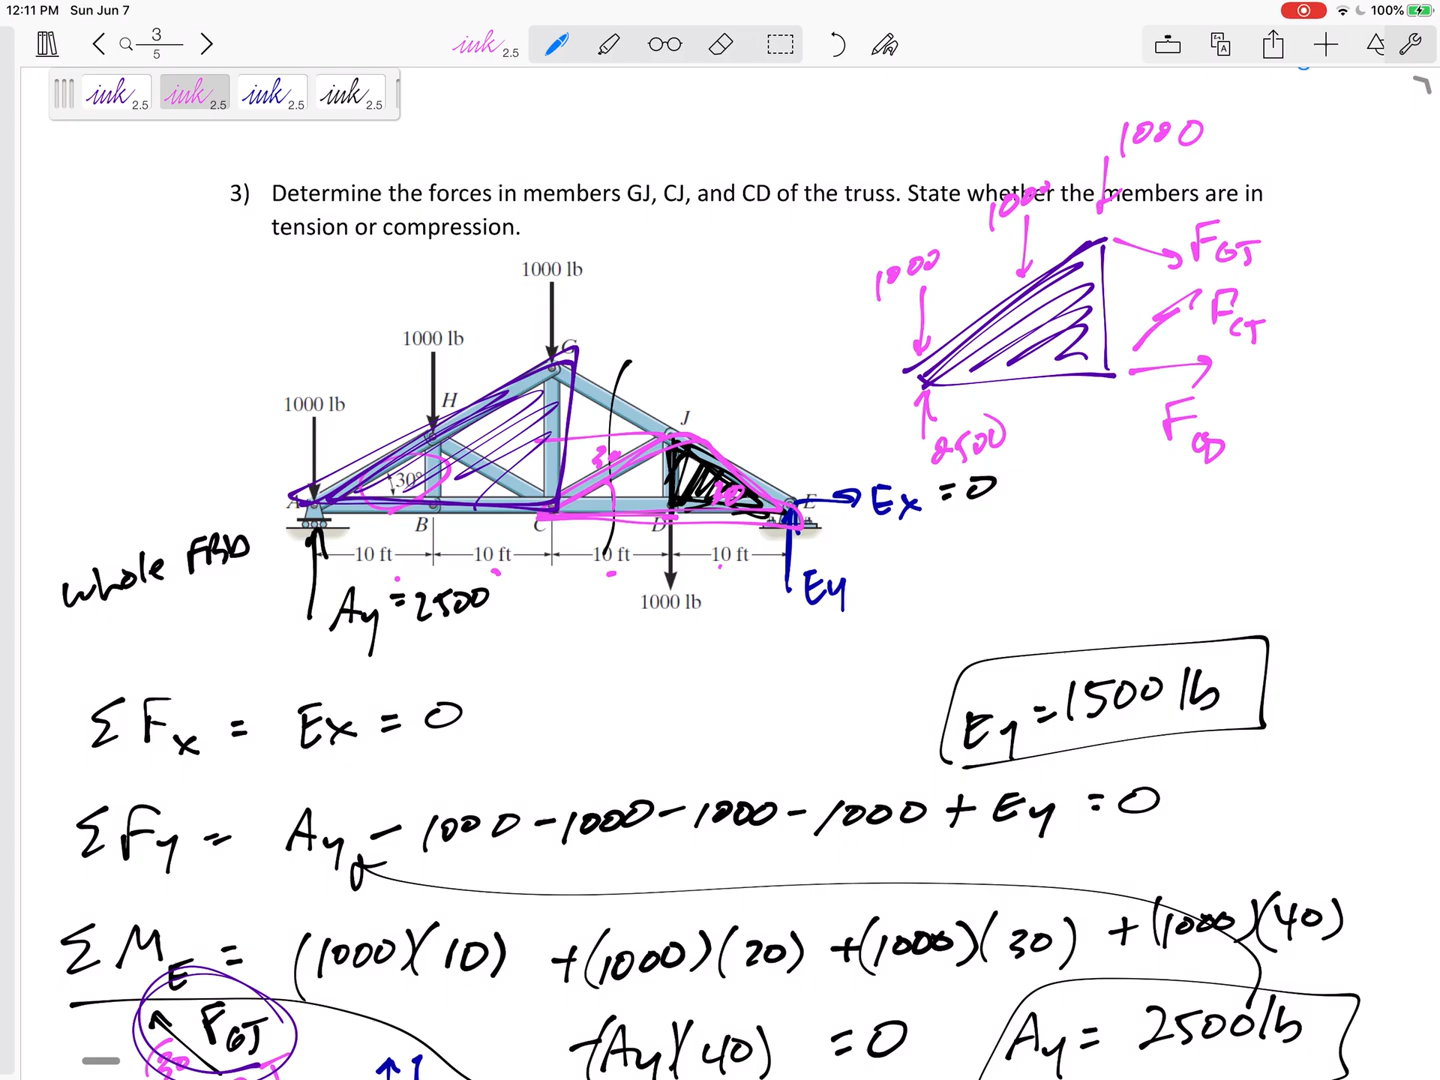 12:11 PM Sun Jun 7
100%
3
5
ink 2.5
ink 2.5
ink 2.5
ink 2.5
ink 2.5
3) Determine the forces in members GJ, CJ, and CD of the truss. State whether the members are in
tension or compression.
1000
1000
1000
FGJ
FCJ
FCD
2500
1000 lb
1000 lb
1000 lb
G
H
J
30°
30
30
A
B
C
D
E
Ex = 0
10 ft
10 ft
10 ft
10 ft
whole FBD
Ay = 2500
1000 lb
Ey
ΣFx = Ex = 0
Ey = 1500 lb
ΣFy = Ay - 1000 - 1000 - 1000 - 1000 + Ey = 0
ΣME = (1000)(10) + (1000)(20) + (1000)(30) + (1000)(40)
-(Ay)(40) = 0
Ay = 2500 lb
FGJ